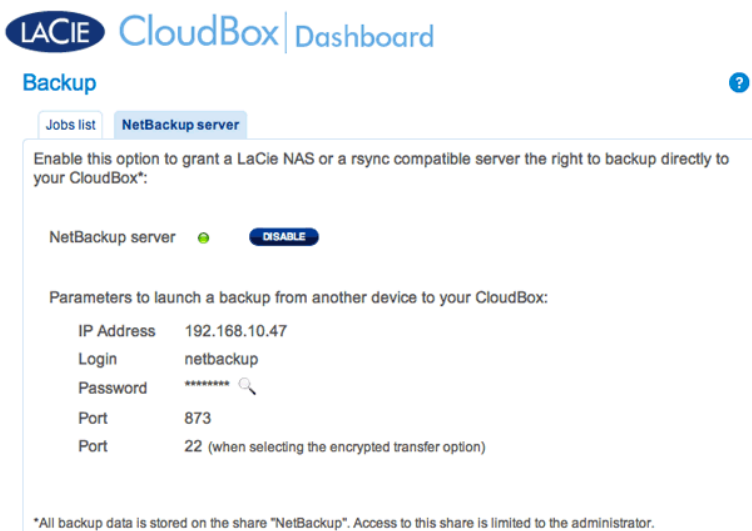 LACIE CloudBox Dashboard
Backup
?
Jobs list NetBackup server
Enable this option to grant a LaCie NAS or a rsync compatible server the right to backup directly to
your CloudBox*:
NetBackup server DISABLE
Parameters to launch a backup from another device to your CloudBox:
IP Address 192.168.10.47
Login netbackup
Password ********
Port 873
Port 22 (when selecting the encrypted transfer option)
*All backup data is stored on the share "NetBackup". Access to this share is limited to the administrator.